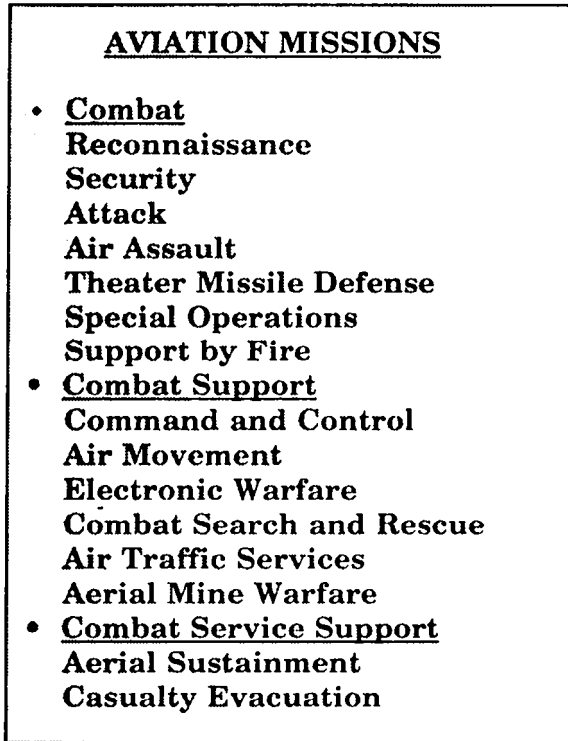 AVIATION MISSIONS
• Combat
Reconnaissance
Security
Attack
Air Assault
Theater Missile Defense
Special Operations
Support by Fire
• Combat Support
Command and Control
Air Movement
Electronic Warfare
Combat Search and Rescue
Air Traffic Services
Aerial Mine Warfare
• Combat Service Support
Aerial Sustainment
Casualty Evacuation